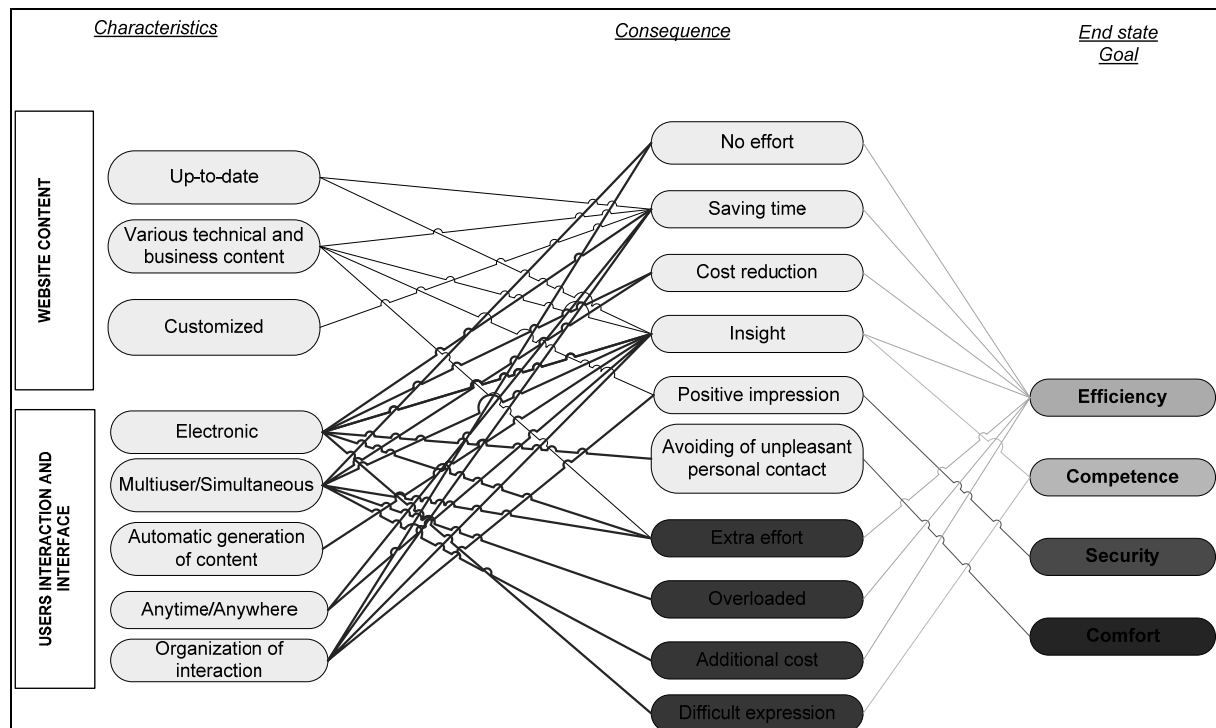 Characteristics
Consequence
End state
Goal
WEBSITE CONTENT
Up-to-date
Various technical and
business content
Customized
USERS INTERACTION AND
INTERFACE
Electronic
Multiuser/Simultaneous
Automatic generation
of content
Anytime/Anywhere
Organization of
interaction
No effort
Saving time
Cost reduction
Insight
Positive impression
Avoiding of unpleasant
personal contact
Extra effort
Overloaded
Additional cost
Difficult expression
Efficiency
Competence
Security
Comfort